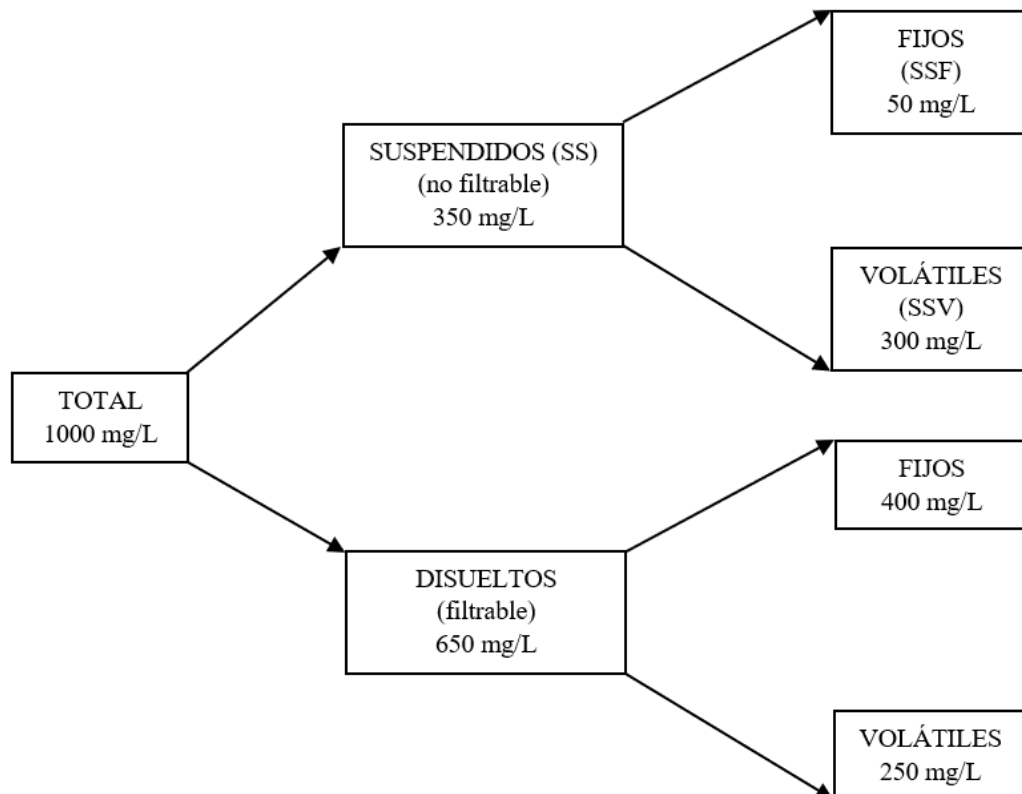 FIJOS
(SSF)
50 mg/L
SUSPENDIDOS (SS)
(no filtrable)
350 mg/L
VOLÁTILES
(SSV)
300 mg/L
TOTAL
1000 mg/L
FIJOS
400 mg/L
DISUELTOS
(filtrable)
650 mg/L
VOLÁTILES
250 mg/L